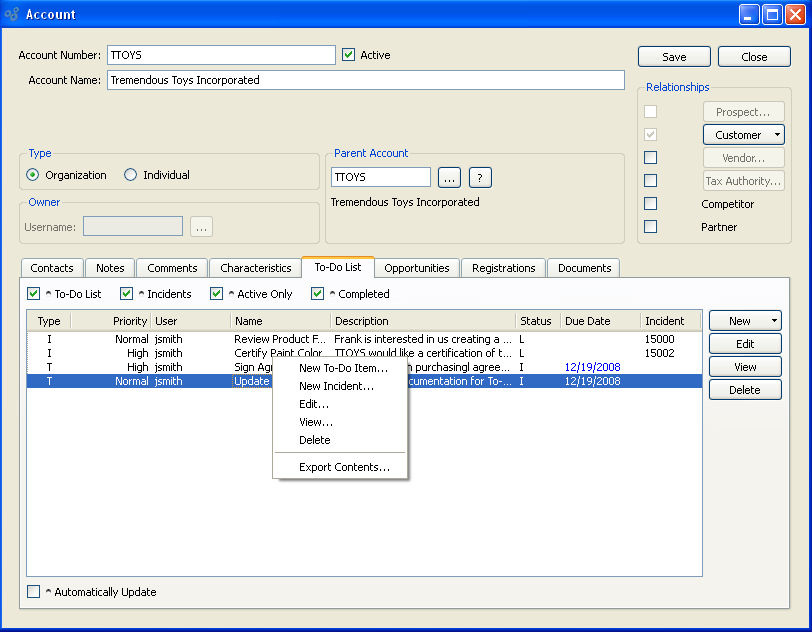 Account
Account Number: TTOYS Active Save Close
Account Name: Tremendous Toys Incorporated
Relationships
Prospect...
Customer
Vendor...
Tax Authority...
Competitor
Partner
Type
Organization Individual
Owner
Username: ...
Parent Account
TTOYS ... ?
Tremendous Toys Incorporated
Contacts Notes Comments Characteristics To-Do List Opportunities Registrations Documents
^ To-Do List ^ Incidents ^ Active Only ^ Completed
Type Priority User Name Description Status Due Date Incident
I Normal jsmith Review Product F... Frank is interested in us creating a ... L 15000
I High jsmith Certify Paint Color TTOYS would like a certification of t... L 15002
T High jsmith Sign Agr purchasingl agree... I 12/19/2008
T Normal jsmith Update cumentation for To-... I 12/19/2008
New To-Do Item...
New Incident...
Edit...
View...
Delete
Export Contents...
New
Edit
View
Delete
^ Automatically Update